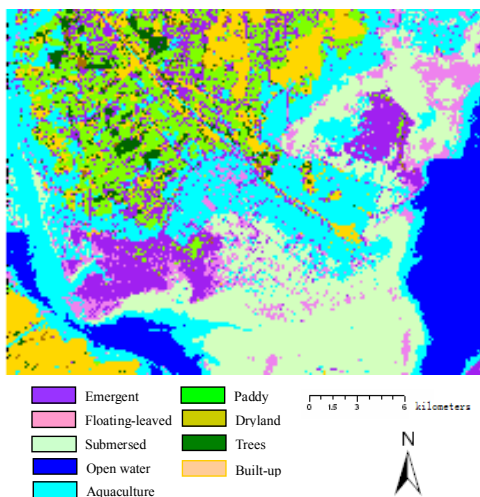 Emergent
Paddy
Floating-leaved
Dryland
Submersed
Trees
Open water
Built-up
Aquaculture
0 1.5 3 6 kilometers
N